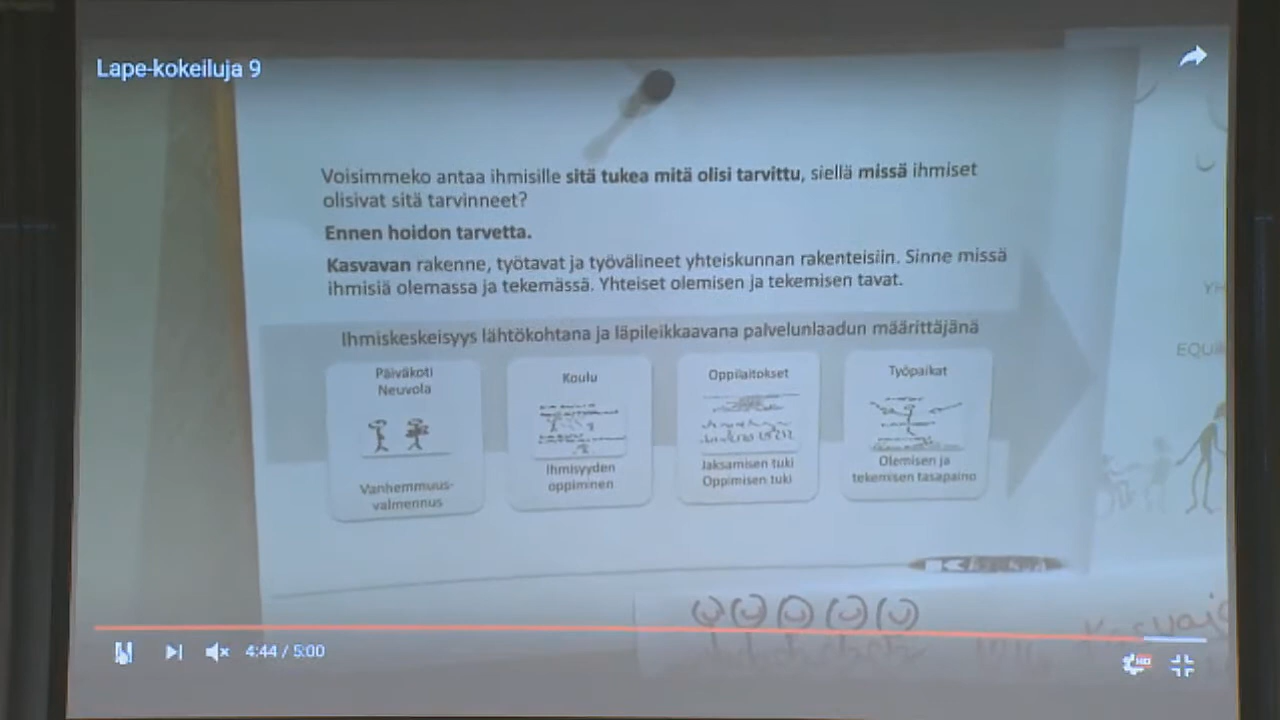 Lape-kokeiluja 9
Voisimmeko antaa ihmisille sitä tukea mitä olisi tarvittu, siellä missä ihmiset
olisivat sitä tarvinneet?
Ennen hoidon tarvetta.
Kasvavan rakenne, työtavat ja työvälineet yhteiskunnan rakenteisiin. Sinne missä
ihmisiä olemassa ja tekemässä. Yhteiset olemisen ja tekemisen tavat.
Ihmiskeskeisyys lähtökohtana ja läpileikkaavana palvelunlaadun määrittäjänä
Päiväkoti
Neuvola
Vanhemmuus-
valmennus
Koulu
Ihmisyyden
oppiminen
Oppilaitokset
Jaksamisen tuki
Oppimisen tuki
Työpaikat
Olemisen ja
tekemisen tasapaino
4:44 / 5:00
HD